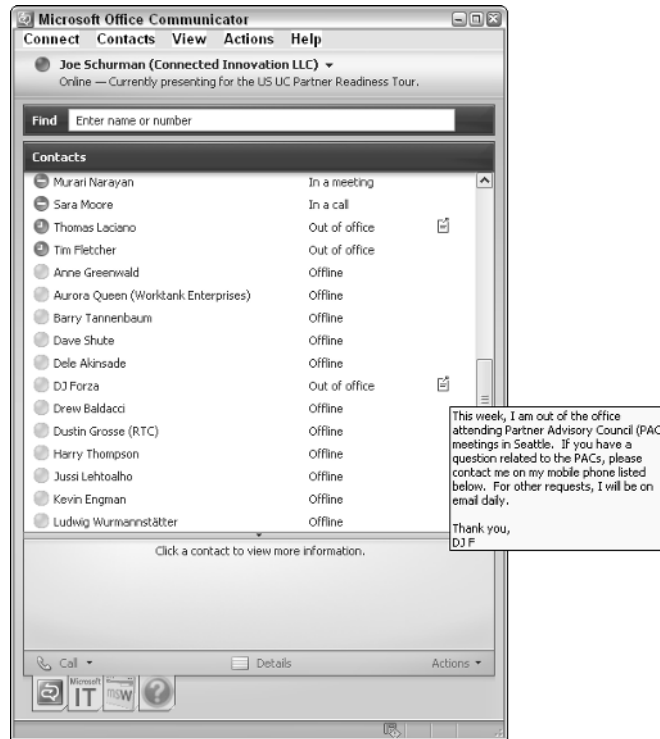 Microsoft Office Communicator
Connect Contacts View Actions Help
Joe Schurman (Connected Innovation LLC)
Online — Currently presenting for the US UC Partner Readiness Tour.
Find Enter name or number
Contacts
Murari Narayan In a meeting
Sara Moore In a call
Thomas Laciano Out of office
Tim Fletcher Out of office
Anne Greenwald Offline
Aurora Queen (Worktank Enterprises) Offline
Barry Tannenbaum Offline
Dave Shute Offline
Dele Akinsade Offline
DJ Forza Out of office
Drew Baldacci Offline
Dustin Grosse (RTC) Offline
Harry Thompson Offline
Jussi Lehtoalho Offline
Kevin Engman Offline
Ludwig Wurmannstätter Offline
This week, I am out of the office
attending Partner Advisory Council (PAC
meetings in Seattle. If you have a
question related to the PACs, please
contact me on my mobile phone listed
below. For other requests, I will be on
email daily.
Thank you,
DJ F
Click a contact to view more information.
Call Details Actions
Microsoft
IT
msw
?